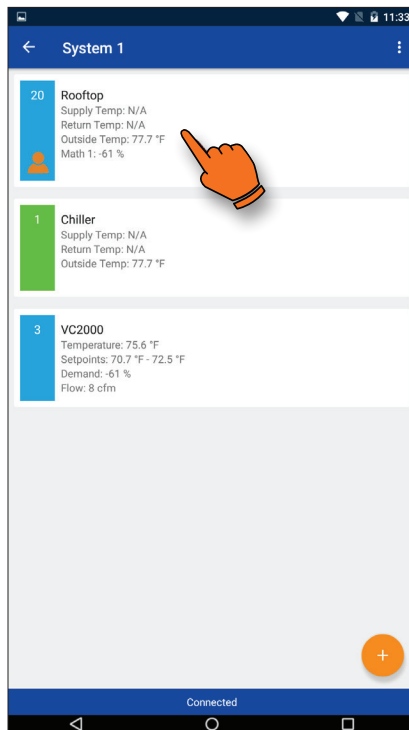 11:33
System 1
20
Rooftop
Supply Temp: N/A
Return Temp: N/A
Outside Temp: 77.7 °F
Math 1: -61 %
1
Chiller
Supply Temp: N/A
Return Temp: N/A
Outside Temp: 77.7 °F
3
VC2000
Temperature: 75.6 °F
Setpoints: 70.7 °F - 72.5 °F
Demand: -61 %
Flow: 8 cfm
Connected